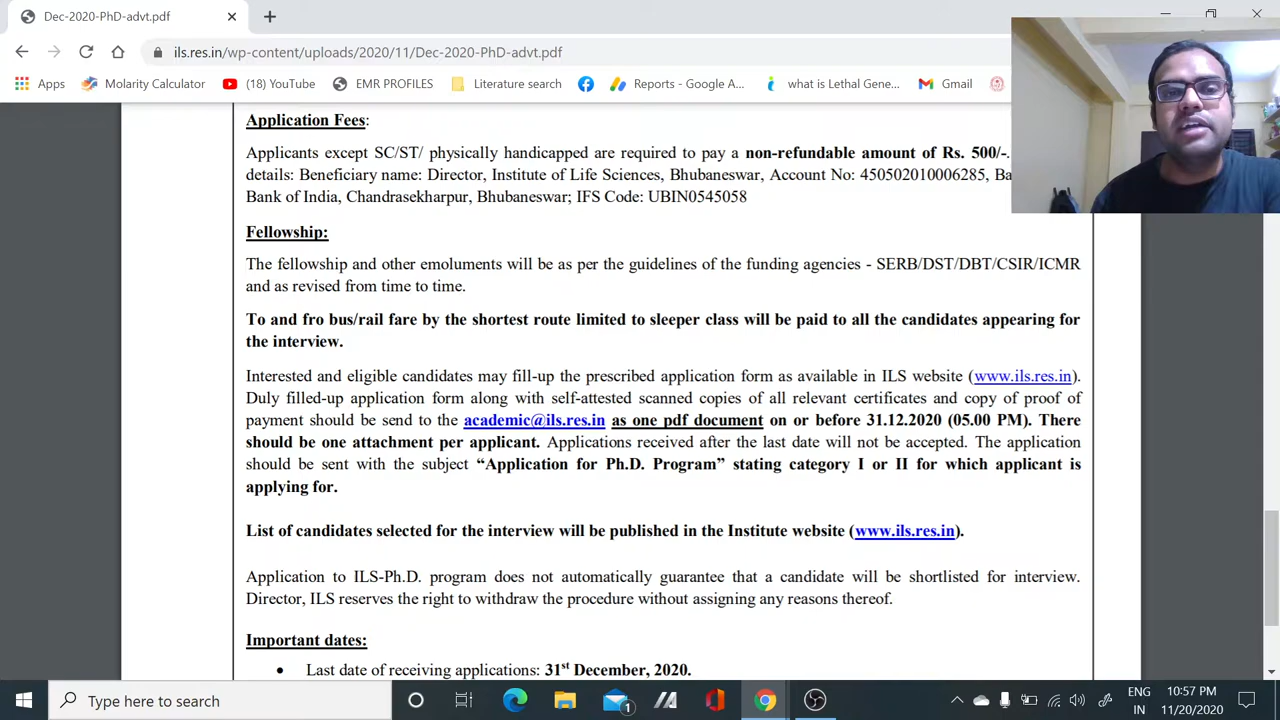 Dec-2020-PhD-advt.pdf
ils.res.in/wp-content/uploads/2020/11/Dec-2020-PhD-advt.pdf
Apps Molarity Calculator (18) YouTube EMR PROFILES Literature search Reports - Google A... what is Lethal Gene... Gmail
Application Fees:
Applicants except SC/ST/ physically handicapped are required to pay a non-refundable amount of Rs. 500/-.
details: Beneficiary name: Director, Institute of Life Sciences, Bhubaneswar, Account No: 450502010006285,
Bank of India, Chandrasekharpur, Bhubaneswar; IFS Code: UBIN0545058
Fellowship:
The fellowship and other emoluments will be as per the guidelines of the funding agencies - SERB/DST/DBT/CSIR/ICMR
and as revised from time to time.
To and fro bus/rail fare by the shortest route limited to sleeper class will be paid to all the candidates appearing for
the interview.
Interested and eligible candidates may fill-up the prescribed application form as available in ILS website (www.ils.res.in).
Duly filled-up application form along with self-attested scanned copies of all relevant certificates and copy of proof of
payment should be send to the academic@ils.res.in as one pdf document on or before 31.12.2020 (05.00 PM). There
should be one attachment per applicant. Applications received after the last date will not be accepted. The application
should be sent with the subject “Application for Ph.D. Program” stating category I or II for which applicant is
applying for.
List of candidates selected for the interview will be published in the Institute website (www.ils.res.in).
Application to ILS-Ph.D. program does not automatically guarantee that a candidate will be shortlisted for interview.
Director, ILS reserves the right to withdraw the procedure without assigning any reasons thereof.
Important dates:
• Last date of receiving applications: 31st December, 2020.
Type here to search
1
ENG
IN
10:57 PM
11/20/2020